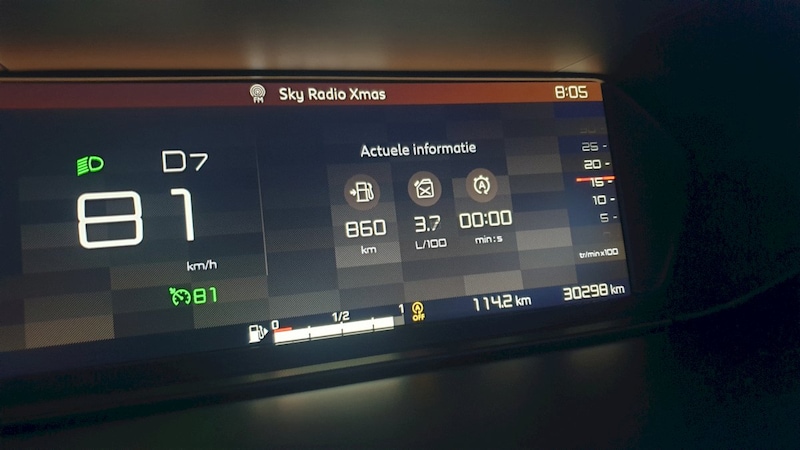 FM Sky Radio Xmas 8:05
D7
81
km/h
81
Actuele informatie
860 3.7 00:00
km L/100 min:s
25
20
15
10
5
tr/min x100
0 1/2 1
OFF
114.2 km
30298 km